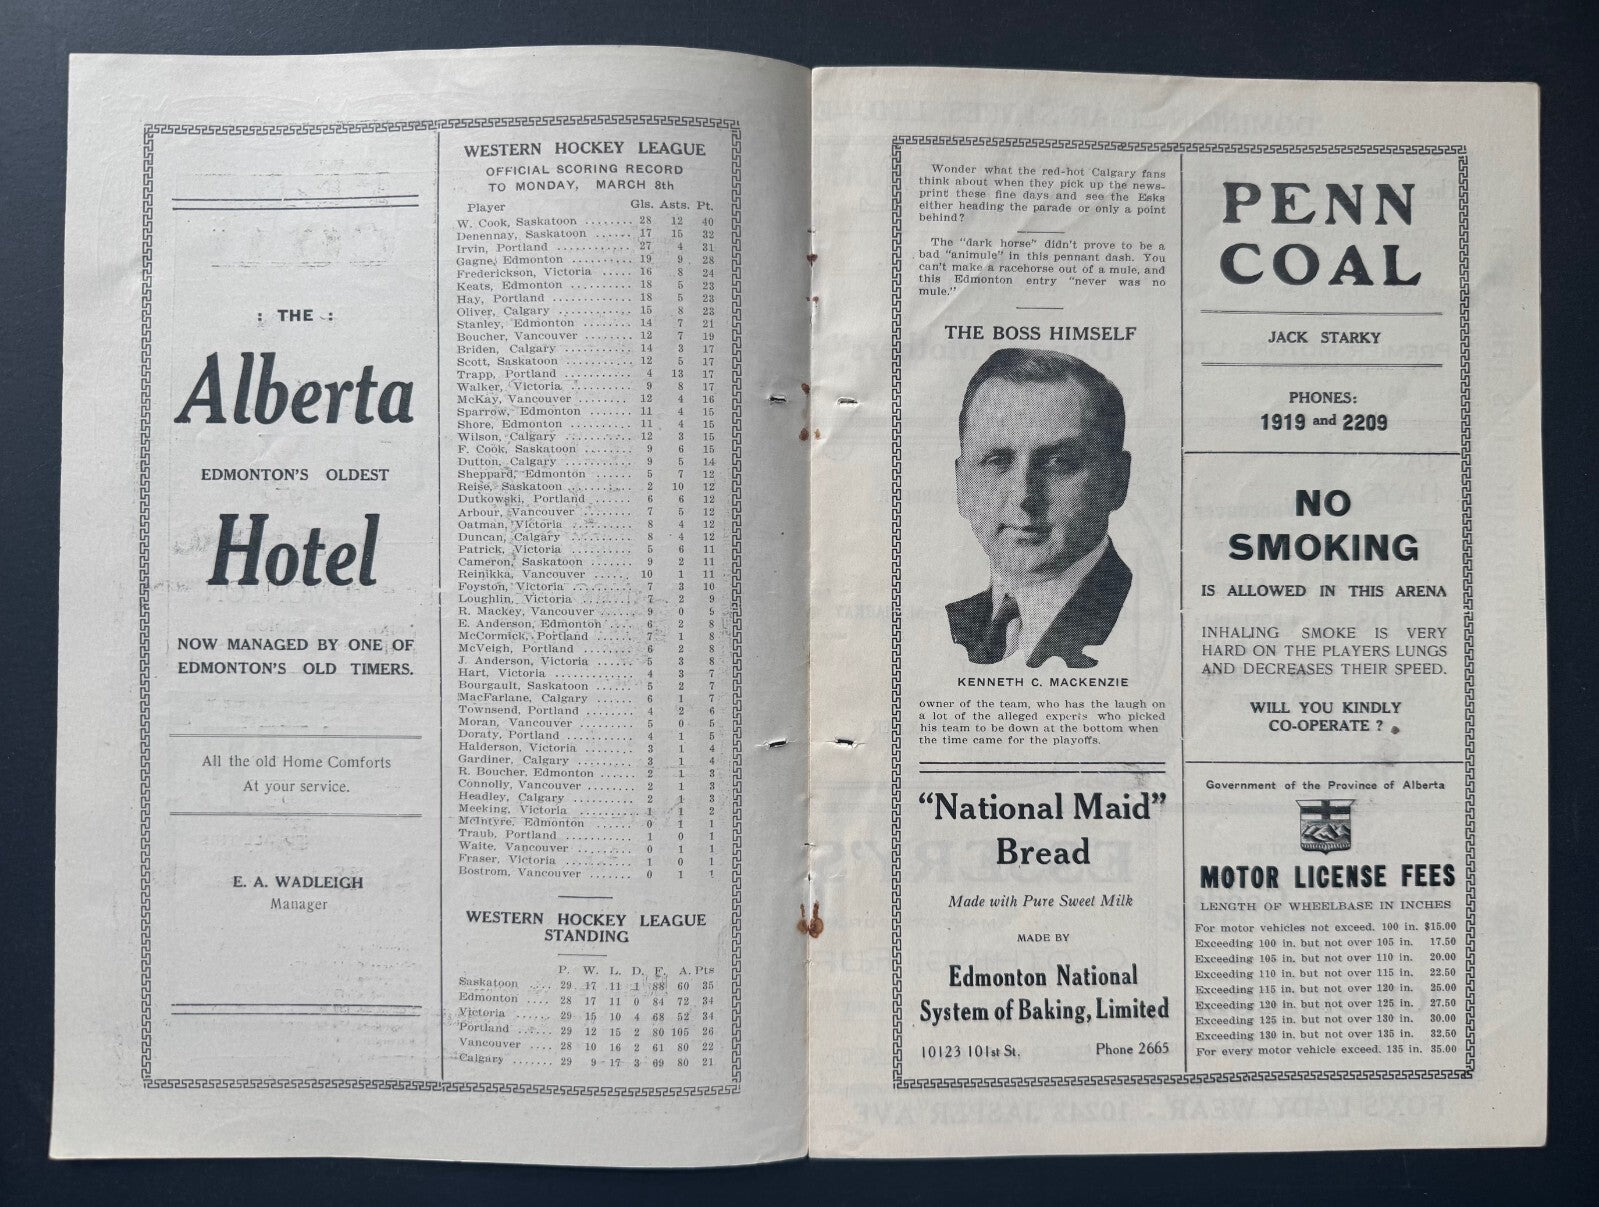 : THE :
Alberta
EDMONTON'S OLDEST
Hotel
NOW MANAGED BY ONE OF
EDMONTON'S OLD TIMERS.
All the old Home Comforts
At your service.
E. A. WADLEIGH
Manager
WESTERN HOCKEY LEAGUE
OFFICIAL SCORING RECORD
TO MONDAY, MARCH 8th
Player Gls. Asts. Pt.
W. Cook, Saskatoon ........ 28 12 40
Denennay, Saskatoon ...... 17 15 32
Irvin, Portland ............ 27 4 31
Gagne, Edmonton .......... 19 9 28
Frederickson, Victoria ..... 16 8 24
Keats, Edmonton .......... 18 5 23
Hay, Portland ............. 18 5 23
Oliver, Calgary ............ 15 8 23
Stanley, Edmonton ........ 14 7 21
Boucher, Vancouver ....... 12 7 19
Briden, Calgary ........... 14 3 17
Scott, Saskatoon ........... 12 5 17
Trapp, Portland ........... 4 13 17
Walker, Victoria ........... 9 8 17
McKay, Vancouver ......... 12 4 16
Sparrow, Edmonton ....... 11 4 15
Shore, Edmonton .......... 11 4 15
Wilson, Calgary ........... 12 3 15
F. Cook, Saskatoon ........ 9 6 15
Dutton, Calgary ........... 9 5 14
Sheppard, Edmonton ...... 5 7 12
Reise, Saskatoon ........... 2 10 12
Dutkowski, Portland ...... 6 6 12
Arbour, Vancouver ........ 7 5 12
Oatman, Victoria .......... 8 4 12
Duncan, Calgary .......... 8 4 12
Patrick, Victoria .......... 5 6 11
Cameron, Saskatoon ....... 9 2 11
Reinikka, Vancouver ...... 10 1 11
Foyston, Victoria .......... 7 3 10
Loughlin, Victoria ......... 7 2 9
R. Mackey, Vancouver ..... 9 0 9
E. Anderson, Edmonton .... 6 2 8
McCormick, Portland ...... 7 1 8
McVeigh, Portland ........ 6 2 8
J. Anderson, Victoria ...... 5 3 8
Hart, Victoria ............. 4 3 7
Bourgault, Saskatoon ...... 5 2 7
MacFarlane, Calgary ...... 6 1 7
Townsend, Portland ....... 4 2 6
Moran, Vancouver ......... 5 0 5
Doraty, Portland .......... 4 1 5
Halderson, Victoria ........ 3 1 4
Gardiner, Calgary ......... 3 1 4
R. Boucher, Edmonton ..... 2 1 3
Connolly, Vancouver ....... 2 1 3
Headley, Calgary .......... 2 1 3
Meeking, Victoria .......... 1 1 2
McIntyre, Edmonton ....... 0 1 1
Traub, Portland ........... 1 0 1
Waite, Vancouver .......... 0 1 1
Fraser, Victoria ........... 1 0 1
Bostrom, Vancouver ....... 0 1 1
WESTERN HOCKEY LEAGUE
STANDING
P. W. L. D. F. A. Pts
Saskatoon .... 29 17 11 1 88 60 35
Edmonton .... 28 17 11 0 84 72 34
Victoria ...... 29 15 10 4 68 52 34
Portland ...... 29 12 15 2 80 105 26
Vancouver .... 28 10 16 2 61 80 22
Calgary ....... 29 9 17 3 69 80 21
Wonder what the red-hot Calgary fans
think about when they pick up the news-
print these fine days and see the Esks
either heading the parade or only a point
behind?
The "dark horse" didn't prove to be a
bad "animule" in this pennant dash. You
can't make a racehorse out of a mule, and
this Edmonton entry "never was no
mule."
THE BOSS HIMSELF
KENNETH C. MACKENZIE
owner of the team, who has the laugh on
a lot of the alleged experts who picked
his team to be down at the bottom when
the time came for the playoffs.
"National Maid"
Bread
Made with Pure Sweet Milk
MADE BY
Edmonton National
System of Baking, Limited
10123 101st St. Phone 2665
PENN
COAL
JACK STARKY
PHONES:
1919 and 2209
NO
SMOKING
IS ALLOWED IN THIS ARENA
INHALING SMOKE IS VERY
HARD ON THE PLAYERS LUNGS
AND DECREASES THEIR SPEED.
WILL YOU KINDLY
CO-OPERATE ?
Government of the Province of Alberta
MOTOR LICENSE FEES
LENGTH OF WHEELBASE IN INCHES
For motor vehicles not exceed. 100 in. $15.00
Exceeding 100 in. but not over 105 in. 17.50
Exceeding 105 in. but not over 110 in. 20.00
Exceeding 110 in. but not over 115 in. 22.50
Exceeding 115 in. but not over 120 in. 25.00
Exceeding 120 in. but not over 125 in. 27.50
Exceeding 125 in. but not over 130 in. 30.00
Exceeding 130 in. but not over 135 in. 32.50
For every motor vehicle exceed. 135 in. 35.00